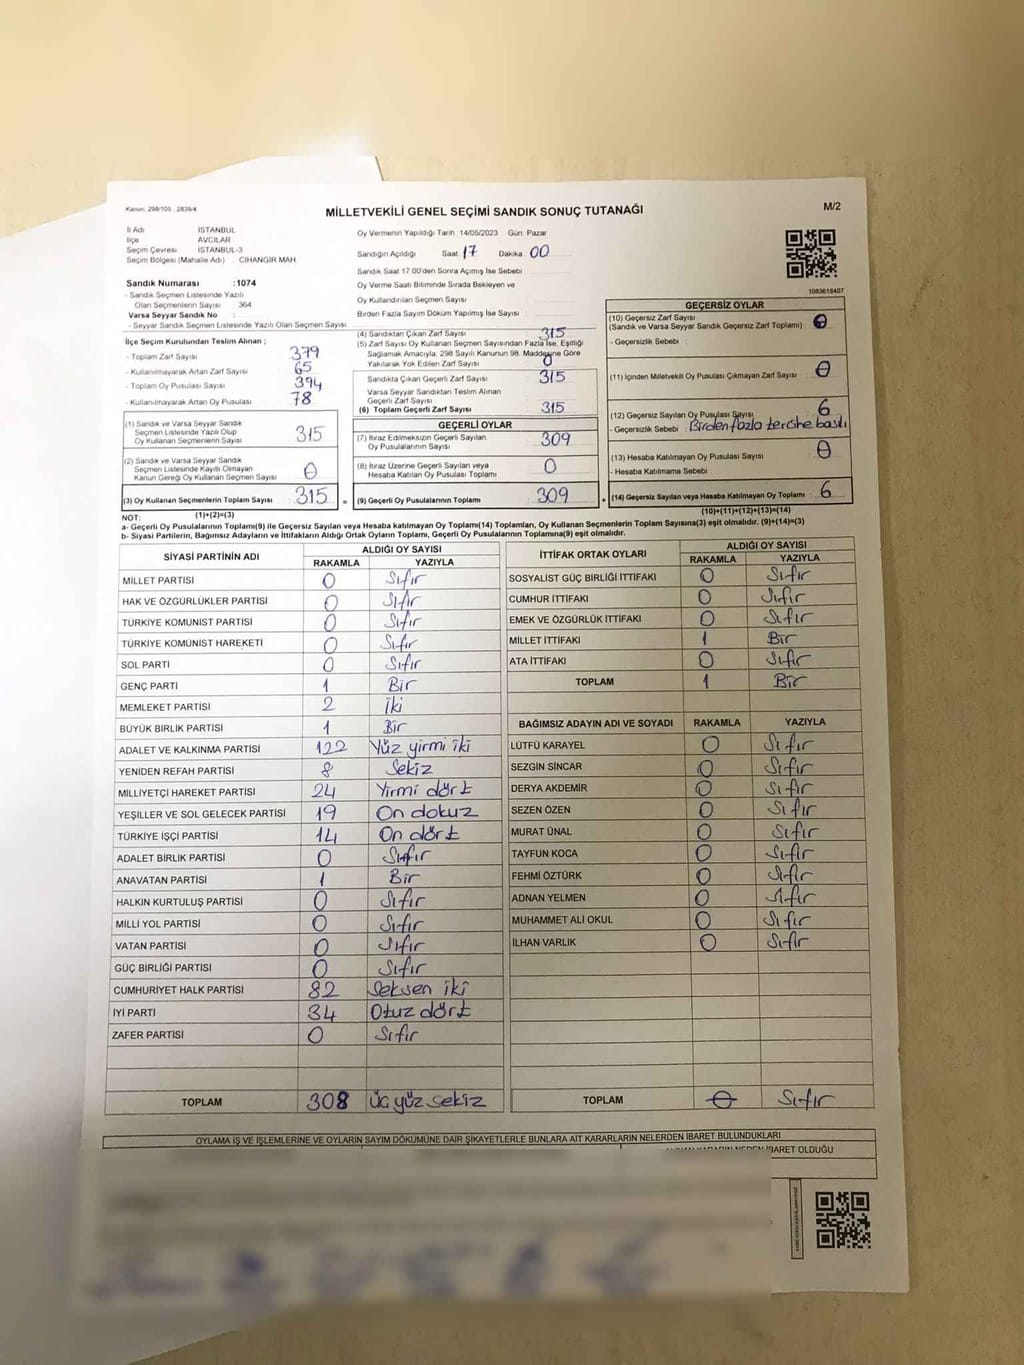 Kanun: 298/105 , 2839/4
MİLLETVEKİLİ GENEL SEÇİMİ SANDIK SONUÇ TUTANAĞI
M/2
İl Adı İSTANBUL
İlçe AVCILAR
Seçim Çevresi İSTANBUL-3
Seçim Bölgesi (Mahalle Adı) : CİHANGİR MAH
Sandık Numarası :1074
- Sandık Seçmen Listesinde Yazılı
Olan Seçmenlerin Sayısı : 364
Varsa Seyyar Sandık No :
- Seyyar Sandık Seçmen Listesinde Yazılı Olan Seçmen Sayısı
Oy Vermenin Yapıldığı Tarih :14/05/2023 Gün: Pazar
Sandığın Açıldığı Saat 17 Dakika 00
Sandık Saat 17.00'den Sonra Açımış İse Sebebi
Oy Verme Saati Bitiminde Sırada Bekleyen ve
Oy Kullandırılan Seçmen Sayısı
Birden Fazla Sayım Döküm Yapılmış İse Sayısı :
1083618407
İlçe Seçim Kurulundan Teslim Alınan ;
- Toplam Zarf Sayısı 379
- Kullanılmayarak Artan Zarf Sayısı 65
- Toplam Oy Pusulası Sayısı 394
- Kullanılmayarak Artan Oy Pusulası 78
(1) Sandık ve Varsa Seyyar Sandık
Seçmen Listesinde Yazılı Olup
Oy Kullanan Seçmenlerin Sayısı : 315
(2) Sandık ve Varsa Seyyar Sandık
Seçmen Listesinde Kayıtlı Olmayan
Kanun Gereği Oy Kullanan Seçmen Sayısı : 0
(3) Oy Kullanan Seçmenlerin Toplam Sayısı : 315 =
(1)+(2)=(3)
(4) Sandıktan Çıkan Zarf Sayısı 315
(5) Zarf Sayısı Oy Kullanan Seçmen Sayısından Fazla İse, Eşitliği
Sağlamak Amacıyla, 298 Sayılı Kanunun 98. Maddesine Göre
Yakılarak Yok Edilen Zarf Sayısı 0
Sandıkta Çıkan Geçerli Zarf Sayısı 315
Varsa Seyyar Sandıktan Teslim Alınan
Geçerli Zarf Sayısı
(6) Toplam Geçerli Zarf Sayısı 315
GEÇERLİ OYLAR
(7) İtiraz Edilmeksizin Geçerli Sayılan
Oy Pusulalarının Sayısı : 309
(8) İtiraz Üzerine Geçerli Sayılan veya
Hesaba Katılan Oy Pusulası Toplamı : 0
(9) Geçerli Oy Pusulalarının Toplamı : 309 +
GEÇERSİZ OYLAR
(10) Geçersiz Zarf Sayısı
(Sandık ve Varsa Seyyar Sandık Geçersiz Zarf Toplamı) : 0
- Geçersizlik Sebebi :
(11) İçinden Milletvekili Oy Pusulası Çıkmayan Zarf Sayısı : 0
(12) Geçersiz Sayılan Oy Pusulası Sayısı 6
- Geçersizlik Sebebi : Birden fazla tercihe basılı
(13) Hesaba Katılmayan Oy Pusulası Sayısı : 0
- Hesaba Katılmama Sebebi
(14) Geçersiz Sayılan veya Hesaba Katılmayan Oy Toplamı : 6
(10)+(11)+(12)+(13)=(14)
NOT:
a- Geçerli Oy Pusulalarının Toplamı(9) ile Geçersiz Sayılan veya Hesaba katılmayan Oy Toplamı(14) Toplamları, Oy Kullanan Seçmenlerin Toplam Sayısına(3) eşit olmalıdır. (9)+(14)=(3)
b- Siyasi Partilerin, Bağımsız Adayların ve İttifakların Aldığı Ortak Oyların Toplamı, Geçerli Oy Pusulalarının Toplamına(9) eşit olmalıdır.
SİYASİ PARTİNİN ADI ALDIĞI OY SAYISI
RAKAMLA YAZIYLA
MİLLET PARTİSİ 0 Sıfır
HAK VE ÖZGÜRLÜKLER PARTİSİ 0 Sıfır
TÜRKİYE KOMÜNİST PARTİSİ 0 Sıfır
TÜRKİYE KOMÜNİST HAREKETİ 0 Sıfır
SOL PARTİ 0 Sıfır
GENÇ PARTİ 1 Bir
MEMLEKET PARTİSİ 2 İki
BÜYÜK BİRLİK PARTİSİ 1 Bir
ADALET VE KALKINMA PARTİSİ 122 Yüz yirmi iki
YENİDEN REFAH PARTİSİ 8 Sekiz
MİLLİYETÇİ HAREKET PARTİSİ 24 Yirmi dört
YEŞİLLER VE SOL GELECEK PARTİSİ 19 On dokuz
TÜRKİYE İŞÇİ PARTİSİ 14 On dört
ADALET BİRLİK PARTİSİ 0 Sıfır
ANAVATAN PARTİSİ 1 Bir
HALKIN KURTULUŞ PARTİSİ 0 Sıfır
MİLLİ YOL PARTİSİ 0 Sıfır
VATAN PARTİSİ 0 Sıfır
GÜÇ BİRLİĞİ PARTİSİ 0 Sıfır
CUMHURİYET HALK PARTİSİ 82 Seksen iki
İYİ PARTİ 34 Otuz dört
ZAFER PARTİSİ 0 Sıfır
TOPLAM 308 üç yüz sekiz
İTTİFAK ORTAK OYLARI ALDIĞI OY SAYISI
RAKAMLA YAZIYLA
SOSYALİST GÜÇ BİRLİĞİ İTTİFAKI 0 Sıfır
CUMHUR İTTİFAKI 0 Sıfır
EMEK VE ÖZGÜRLÜK İTTİFAKI 0 Sıfır
MİLLET İTTİFAKI 1 Bir
ATA İTTİFAKI 0 Sıfır
TOPLAM 1 Bir
BAĞIMSIZ ADAYIN ADI VE SOYADI RAKAMLA YAZIYLA
LÜTFÜ KARAYEL 0 Sıfır
SEZGİN SİNCAR 0 Sıfır
DERYA AKDEMİR 0 Sıfır
SEZEN ÖZEN 0 Sıfır
MURAT ÜNAL 0 Sıfır
TAYFUN KOCA 0 Sıfır
FEHMİ ÖZTÜRK 0 Sıfır
ADNAN YELMEN 0 Sıfır
MUHAMMET ALİ OKUL 0 Sıfır
İLHAN VARLIK 0 Sıfır
TOPLAM 0 Sıfır
OYLAMA İŞ VE İŞLEMLERİNE VE OYLARIN SAYIM DÖKÜMÜNE DAİR ŞİKAYETLERLE BUNLARA AİT KARARLARIN NELERDEN İBARET BULUNDUKLARI
ALINAN KARARIN NEDEN İBARET OLDUĞU